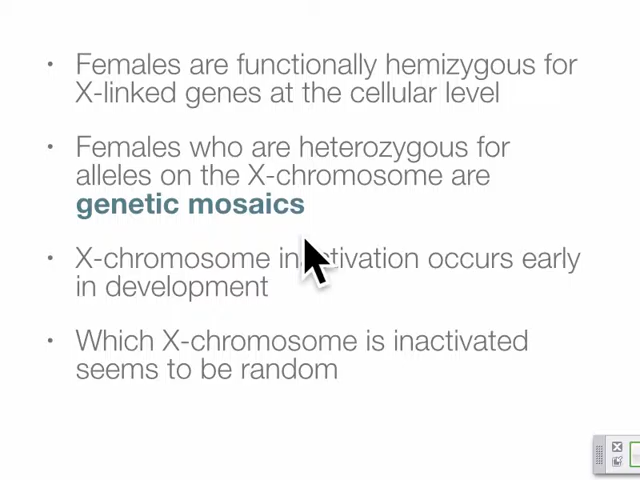 • Females are functionally hemizygous for
X-linked genes at the cellular level
• Females who are heterozygous for
alleles on the X-chromosome are
genetic mosaics
• X-chromosome inactivation occurs early
in development
• Which X-chromosome is inactivated
seems to be random